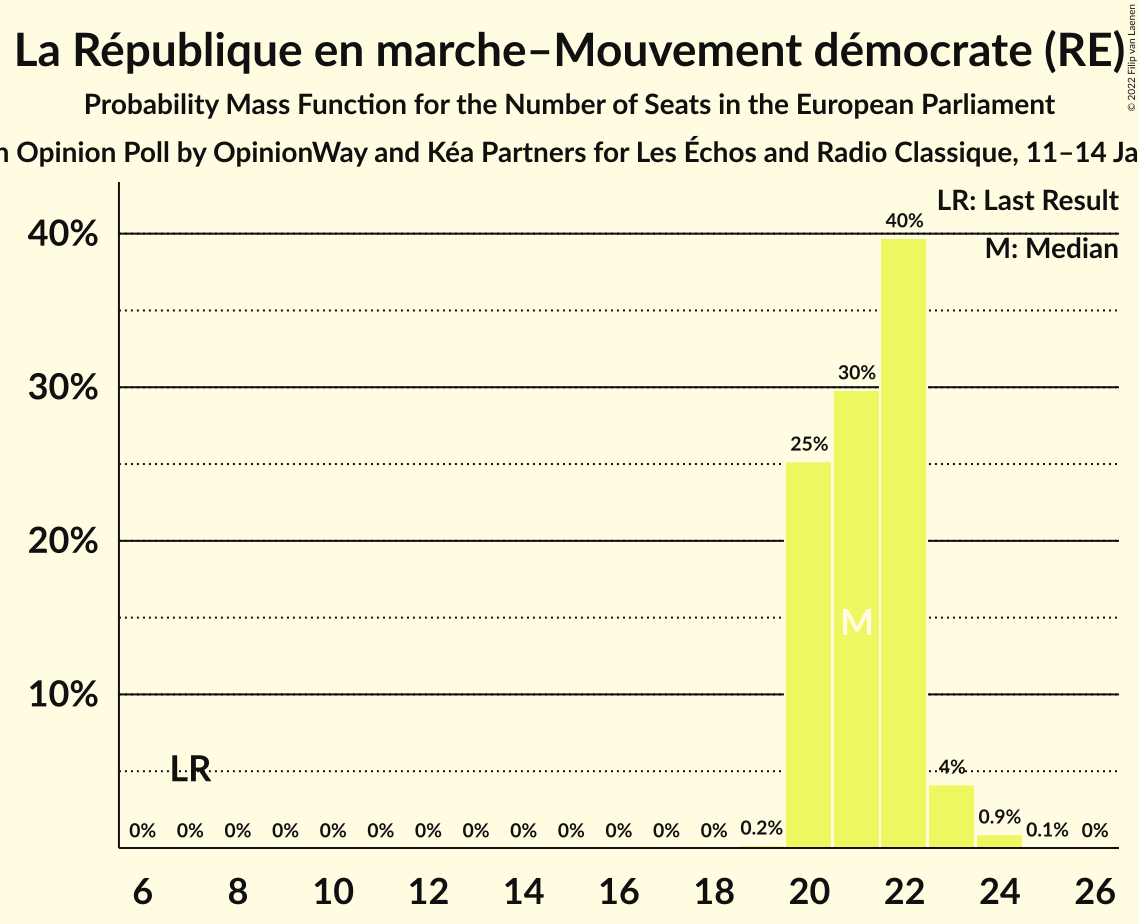 La République en marche–Mouvement démocrate (RE)
© 2022 Filip van Laenen
Probability Mass Function for the Number of Seats in the European Parliament
Opinion Poll by OpinionWay and Kéa Partners for Les Échos and Radio Classique, 11–14
LR: Last Result
M: Median
40%
30%
20%
10%
40%
30%
25%
M
LR
4%
0% 0% 0% 0% 0% 0% 0% 0% 0% 0% 0% 0% 0% 0.2% 0.9% 0.1% 0%
6 8 10 12 14 16 18 20 22 24 26